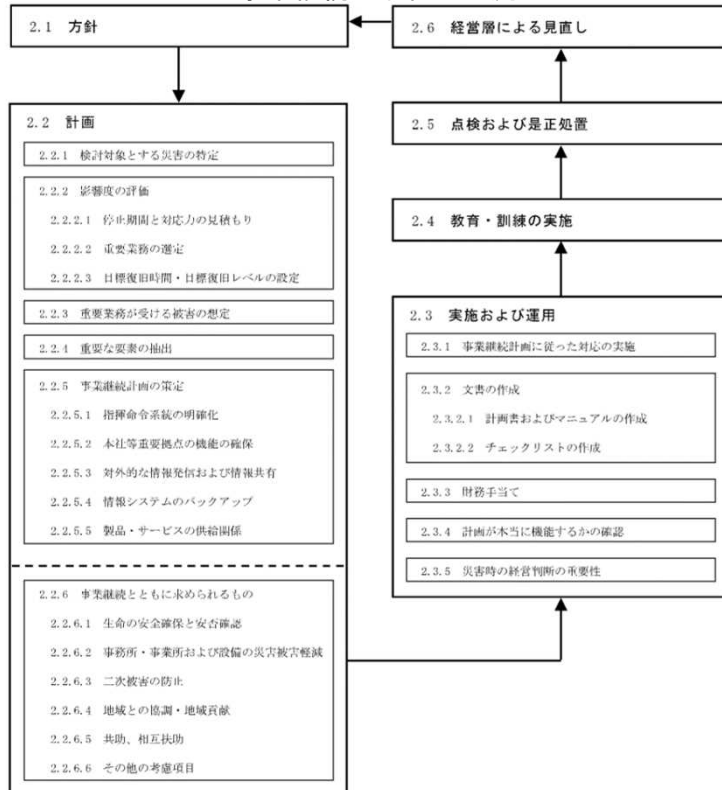 2.1 方針
2.2 計画
2.2.1 検討対象とする災害の特定
2.2.2 影響度の評価
2.2.2.1 停止期間と対応力の見積もり
2.2.2.2 重要業務の選定
2.2.2.3 目標復旧時間・目標復旧レベルの設定
2.2.3 重要業務が受ける被害の想定
2.2.4 重要な要素の抽出
2.2.5 事業継続計画の策定
2.2.5.1 指揮命令系統の明確化
2.2.5.2 本社等重要拠点の機能の確保
2.2.5.3 対外的な情報発信および情報共有
2.2.5.4 情報システムのバックアップ
2.2.5.5 製品・サービスの供給関係
2.2.6 事業継続とともに求められるもの
2.2.6.1 生命の安全確保と安否確認
2.2.6.2 事務所・事業所および設備の災害被害軽減
2.2.6.3 二次被害の防止
2.2.6.4 地域との協調・地域貢献
2.2.6.5 共助、相互扶助
2.2.6.6 その他の考慮項目
2.6 経営層による見直し
2.5 点検および是正処置
2.4 教育・訓練の実施
2.3 実施および運用
2.3.1 事業継続計画に従った対応の実施
2.3.2 文書の作成
2.3.2.1 計画書およびマニュアルの作成
2.3.2.2 チェックリストの作成
2.3.3 財務手当て
2.3.4 計画が本当に機能するかの確認
2.3.5 災害時の経営判断の重要性